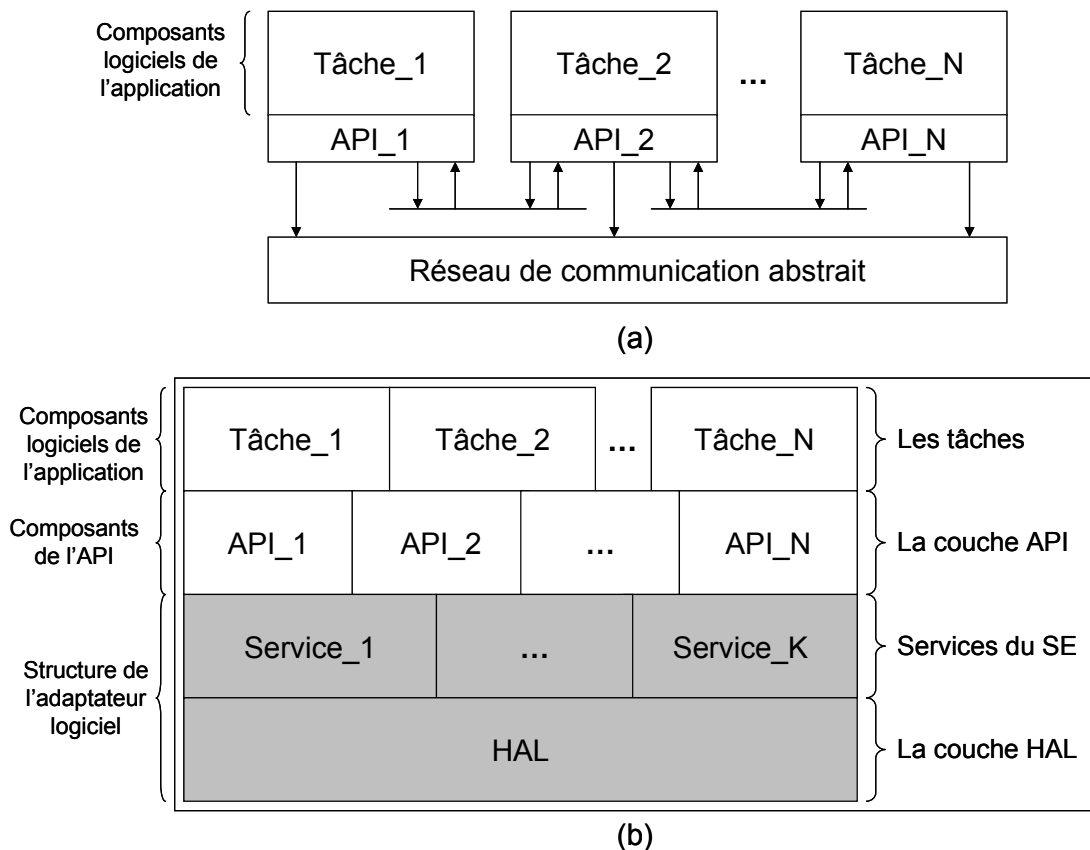 Composants
logiciels de
l'application
Tâche_1
Tâche_2
...
Tâche_N
API_1
API_2
API_N
Réseau de communication abstrait
(a)
Composants
logiciels de
l'application
Tâche_1
Tâche_2
...
Tâche_N
Les tâches
Composants
de l'API
API_1
API_2
...
API_N
La couche API
Structure de
l'adaptateur
logiciel
Service_1
...
Service_K
Services du SE
HAL
La couche HAL
(b)